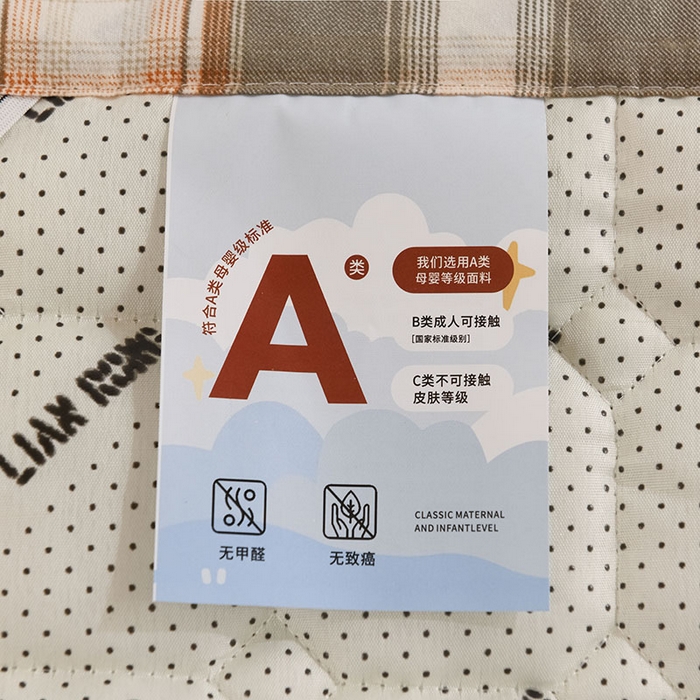 符合A类母婴级标准
A
类
我们选用A类
母婴等级面料
B类成人可接触
[国家标准级别]
C类不可接触
皮肤等级
无甲醛
无致癌
CLASSIC MATERNAL
AND INFANTLEVEL
LIAN RONG